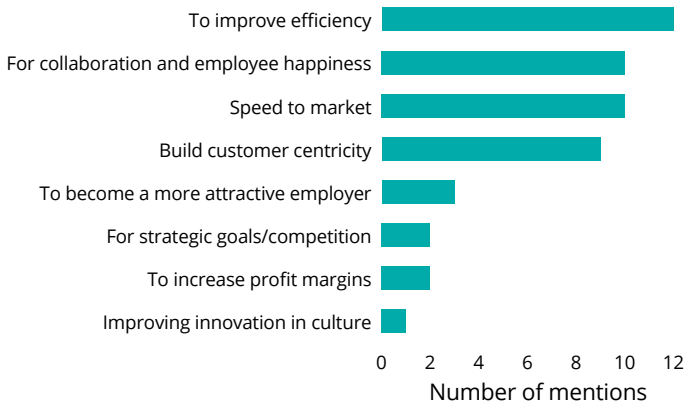 To improve efficiency
For collaboration and employee happiness
Speed to market
Build customer centricity
To become a more attractive employer
For strategic goals/competition
To increase profit margins
Improving innovation in culture
0 2 4 6 8 10 12
Number of mentions